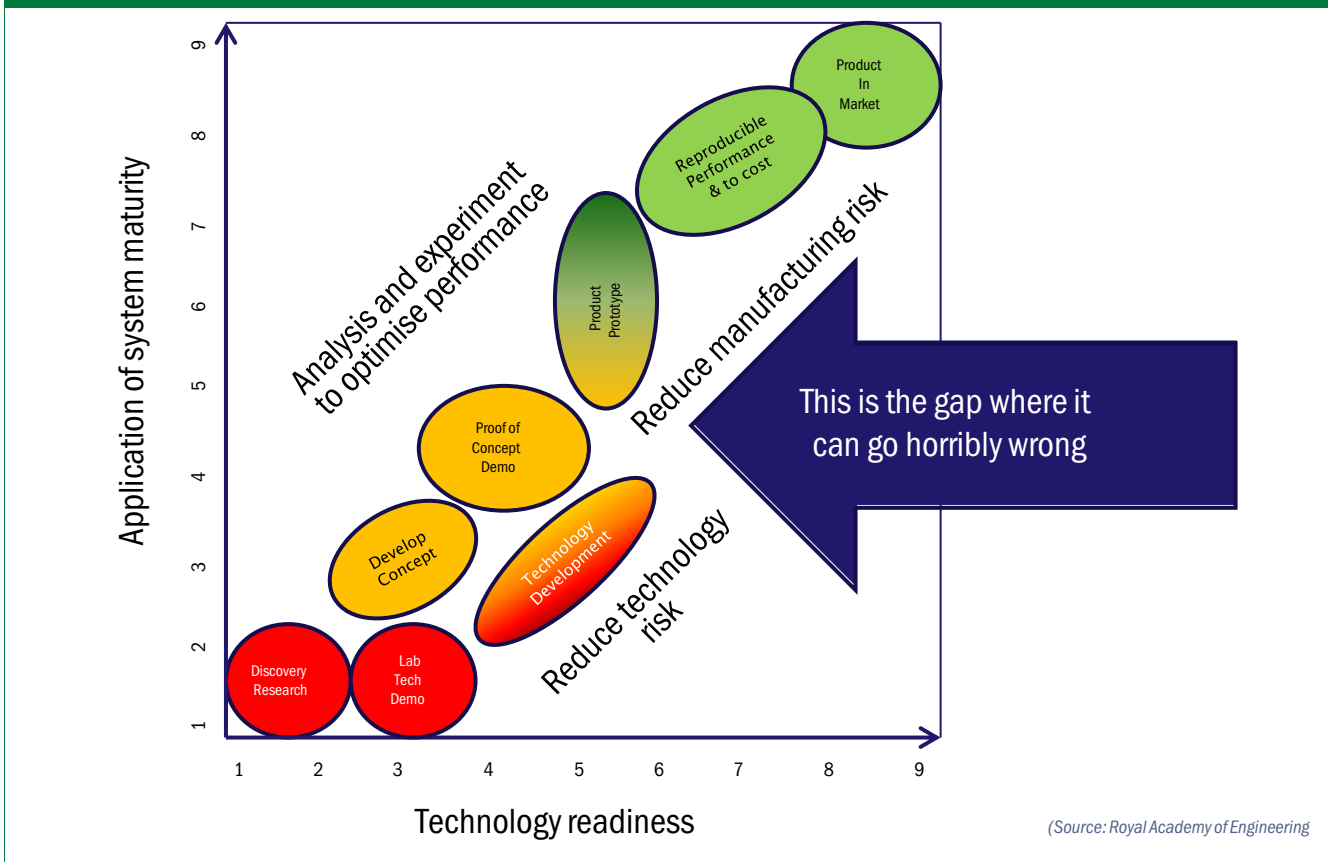 9
8
7
6
5
4
3
2
1
Application of system maturity
Product
In
Market
Reproducible
Performance
& to cost
Analysis and experiment
to optimise performance
Product
Prototype
Reduce manufacturing risk
This is the gap where it
can go horribly wrong
Proof of
Concept
Demo
Develop
Concept
Technology
Development
Reduce technology
risk
Discovery
Research
Lab
Tech
Demo
1 2 3 4 5 6 7 8 9
Technology readiness
(Source: Royal Academy of Engineering